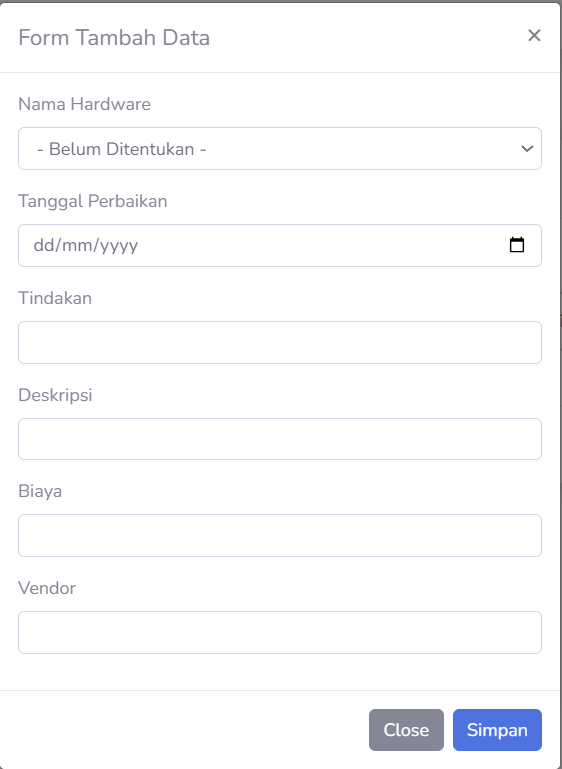 Form Tambah Data ×
Nama Hardware
- Belum Ditentukan -
Tanggal Perbaikan
dd/mm/yyyy
Tindakan
Deskripsi
Biaya
Vendor
Close Simpan